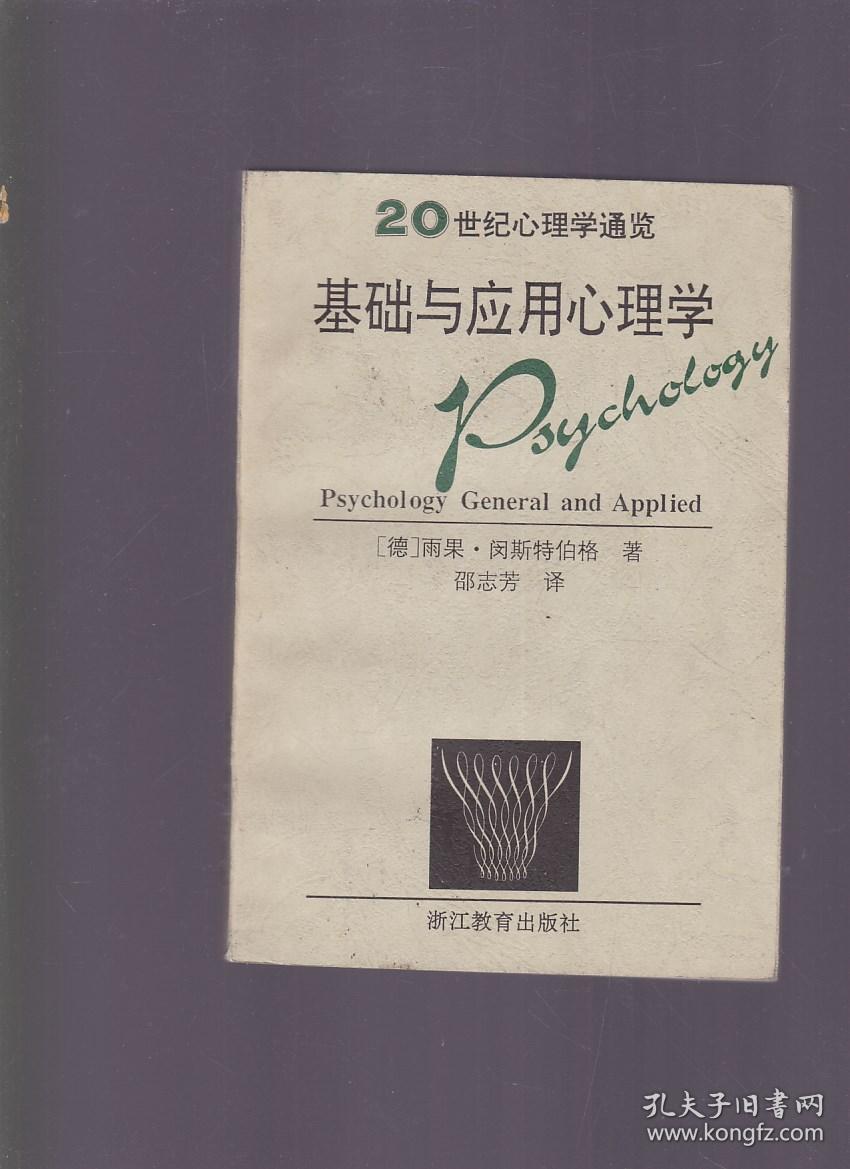 20世纪心理学通览
基础与应用心理学
Psychology
Psychology General and Applied
[德]雨果·闵斯特伯格 著
邵志芳 译
浙江教育出版社
孔夫子旧书网
www.kongfz.com